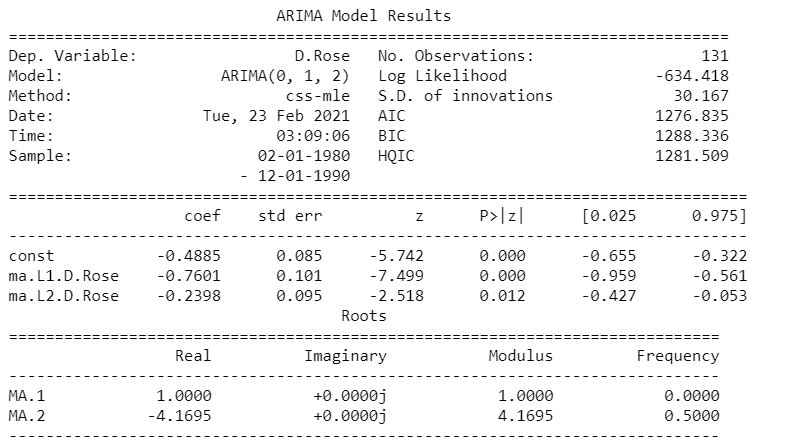 ARIMA Model Results
==============================================================================
Dep. Variable: D.Rose No. Observations: 131
Model: ARIMA(0, 1, 2) Log Likelihood -634.418
Method: css-mle S.D. of innovations 30.167
Date: Tue, 23 Feb 2021 AIC 1276.835
Time: 03:09:06 BIC 1288.336
Sample: 02-01-1980 HQIC 1281.509
- 12-01-1990
================================================================================
coef std err z P>|z| [0.025 0.975]
--------------------------------------------------------------------------------
const -0.4885 0.085 -5.742 0.000 -0.655 -0.322
ma.L1.D.Rose -0.7601 0.101 -7.499 0.000 -0.959 -0.561
ma.L2.D.Rose -0.2398 0.095 -2.518 0.012 -0.427 -0.053
Roots
=============================================================================
Real Imaginary Modulus Frequency
-----------------------------------------------------------------------------
MA.1 1.0000 +0.0000j 1.0000 0.0000
MA.2 -4.1695 +0.0000j 4.1695 0.5000
-----------------------------------------------------------------------------